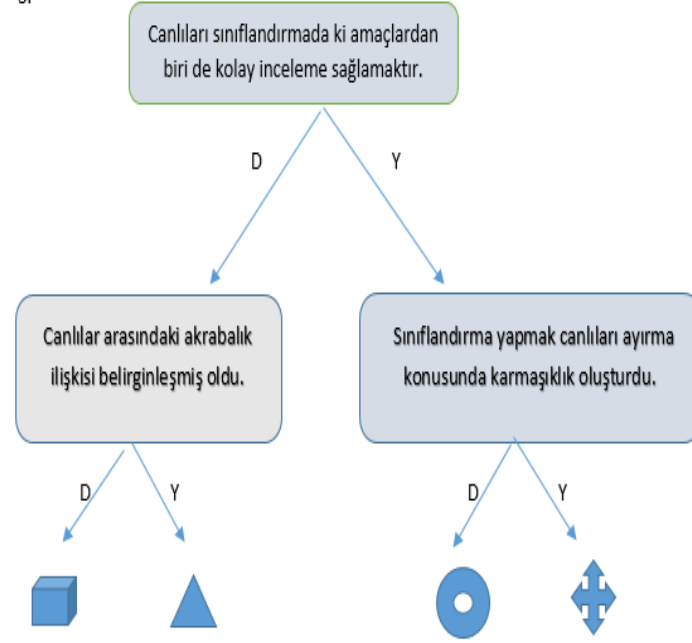 Canlıları sınıflandırmada ki amaçlardan
biri de kolay inceleme sağlamaktır.
D
Y
Canlılar arasındaki akrabalık
ilişkisi belirginleşmiş oldu.
Sınıflandırma yapmak canlıları ayırma
konusunda karmaşıklık oluşturdu.
D
Y
D
Y